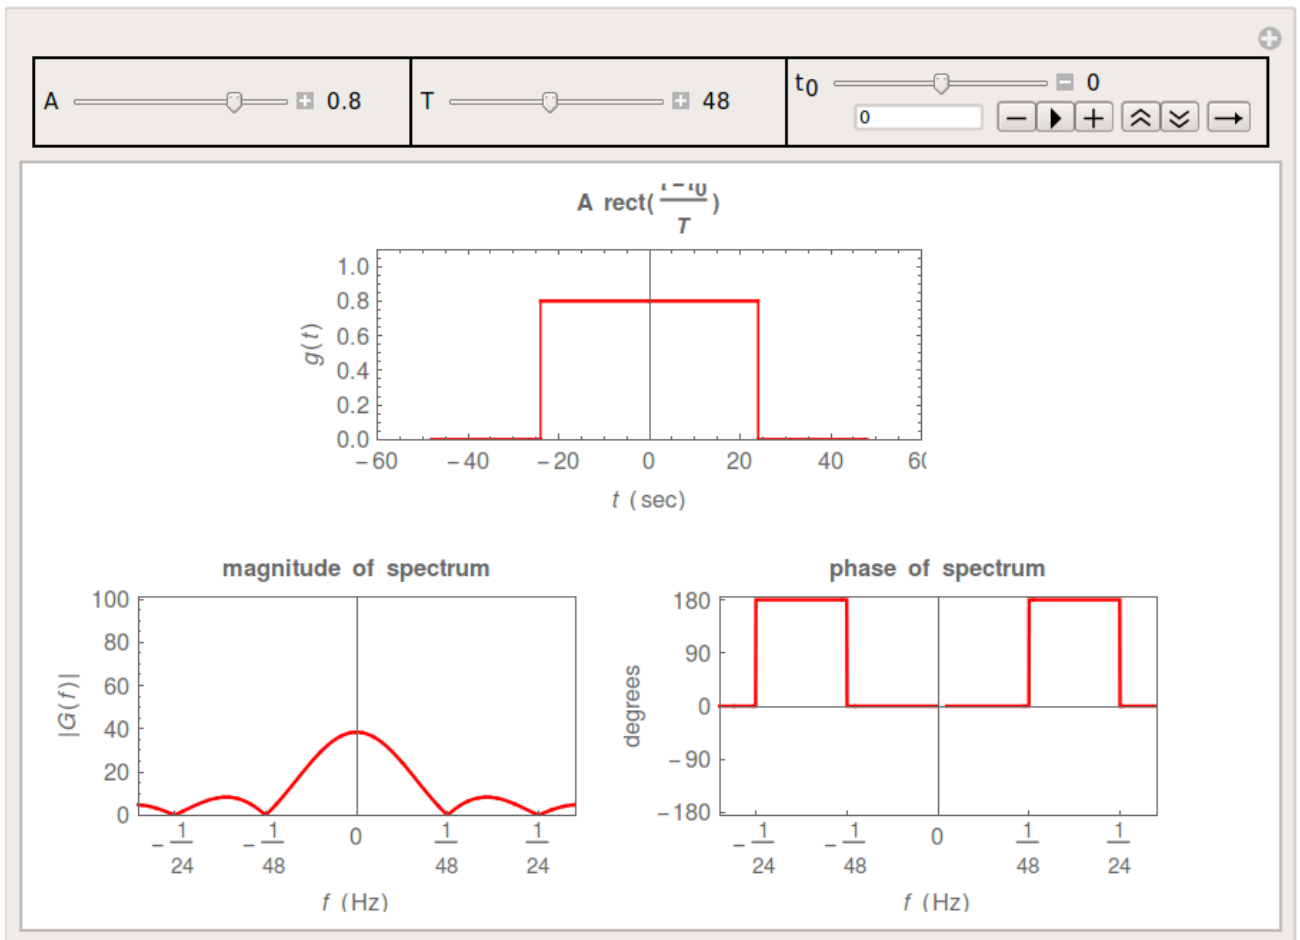 A 0.8 T 48 t0 0
0
A rect( t−t0 / T )
1.0
0.8
0.6
0.4
0.2
0.0
g(t)
−60 −40 −20 0 20 40 60
t (sec)
magnitude of spectrum
100
80
60
40
20
0
|G(f)|
−1/24 −1/48 0 1/48 1/24
f (Hz)
phase of spectrum
180
90
0
−90
−180
degrees
−1/24 −1/48 0 1/48 1/24
f (Hz)